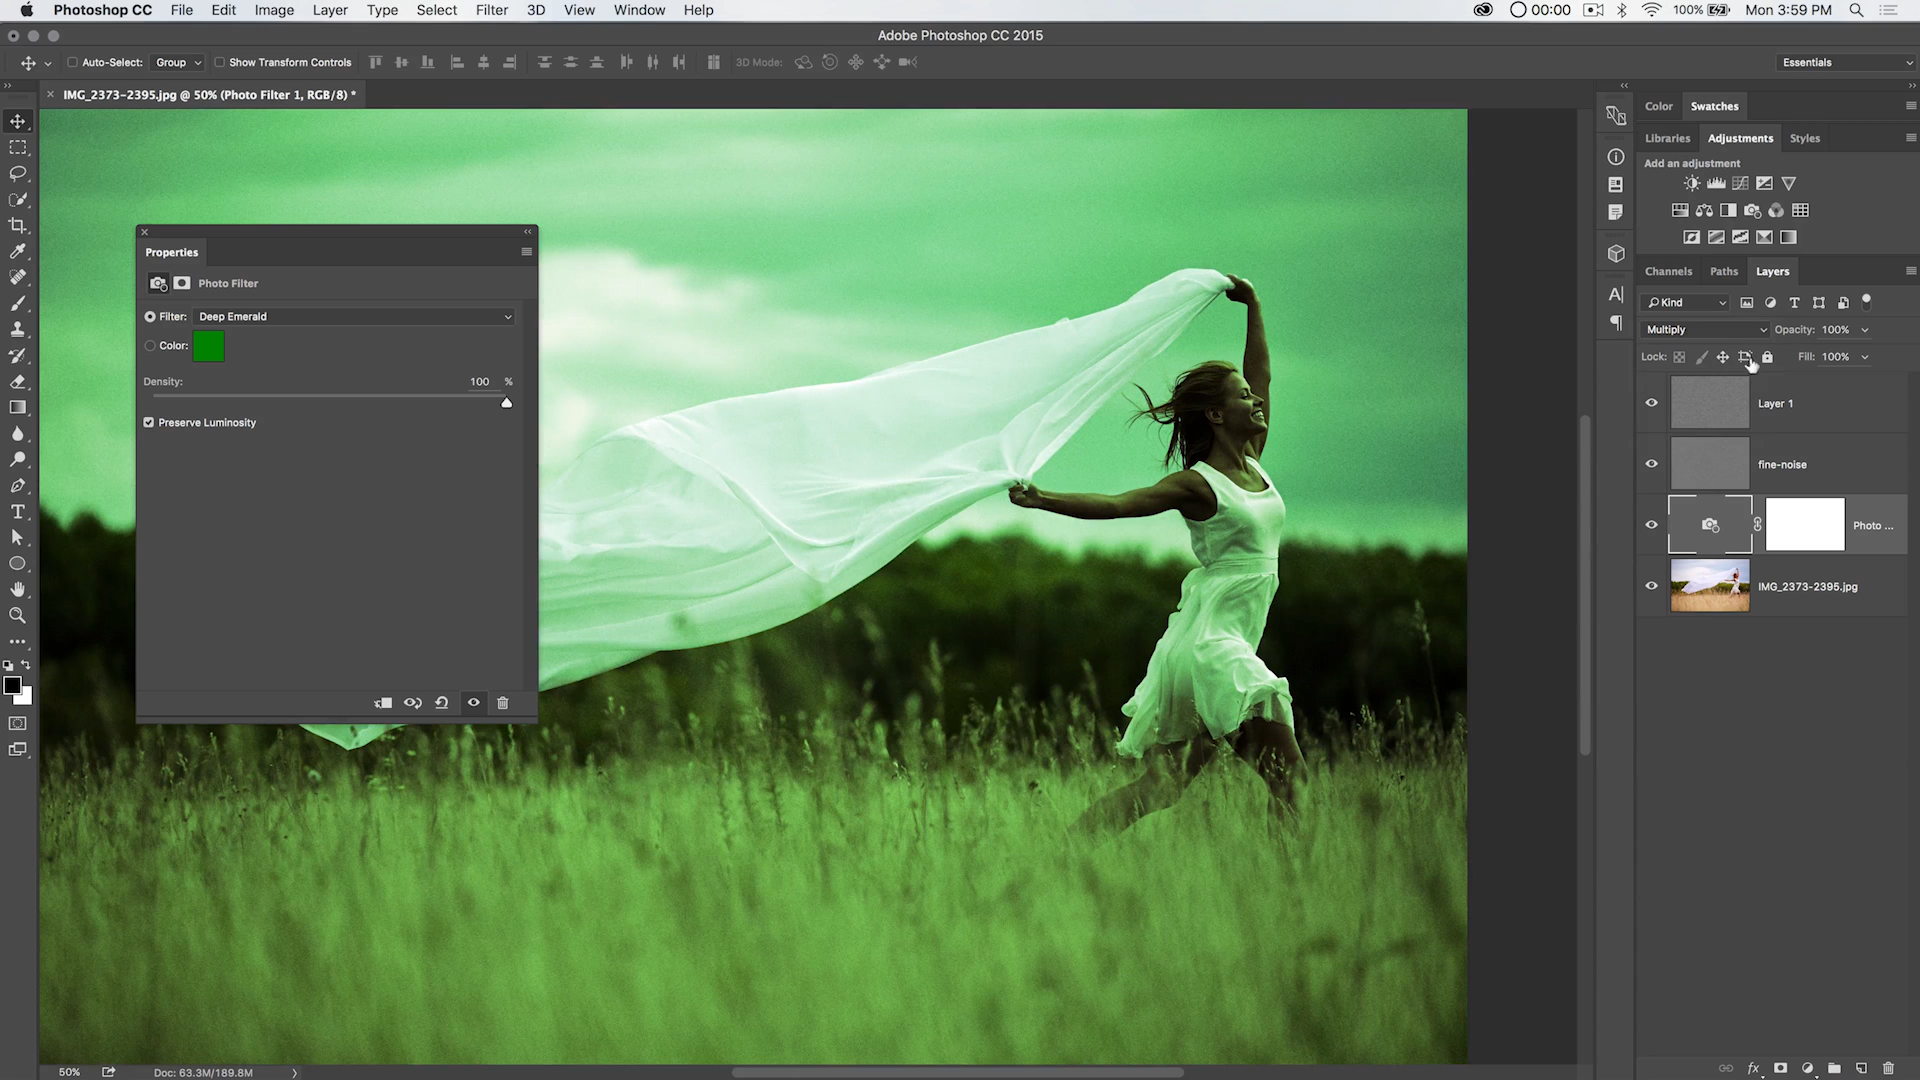 Photoshop CC File Edit Image Layer Type Select Filter 3D View Window Help 00:00 100% Mon 3:59 PM
Adobe Photoshop CC 2015
Auto-Select: Group Show Transform Controls 3D Mode: Essentials
IMG_2373-2395.jpg @ 50% (Photo Filter 1, RGB/8) *
Color Swatches
Libraries Adjustments Styles
Add an adjustment
Properties
Photo Filter
Filter: Deep Emerald
Color:
Density: 100 %
Preserve Luminosity
Channels Paths Layers
Kind
Multiply Opacity: 100%
Lock: Fill: 100%
Layer 1
fine-noise
Photo ...
IMG_2373-2395.jpg
50% Doc: 63.3M/189.8M